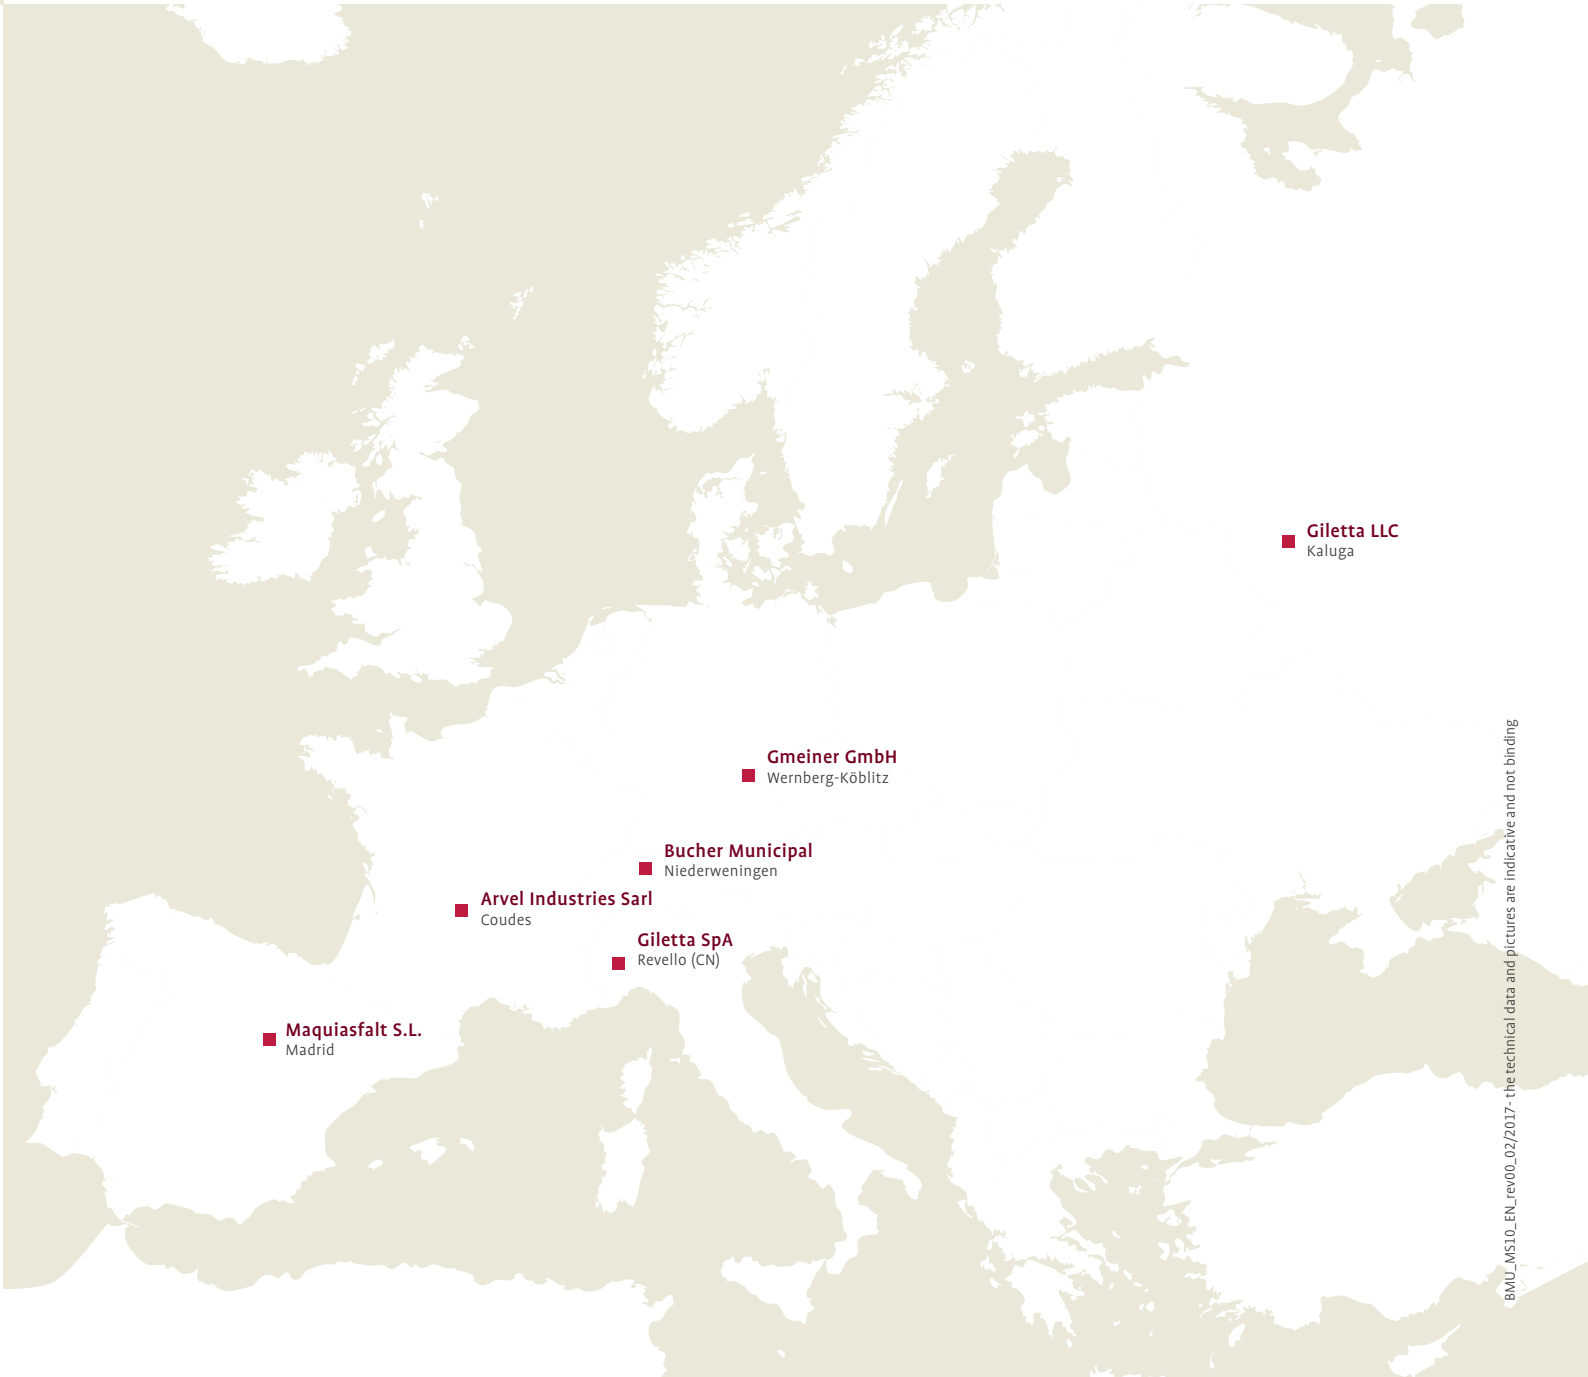 Giletta LLC
Kaluga
Gmeiner GmbH
Wernberg-Köblitz
Bucher Municipal
Niederweningen
Arvel Industries Sarl
Coudes
Giletta SpA
Revello (CN)
Maquiasfalt S.L.
Madrid
BMU_MS10_EN_rev00_02/2017- the technical data and pictures are indicative and not binding